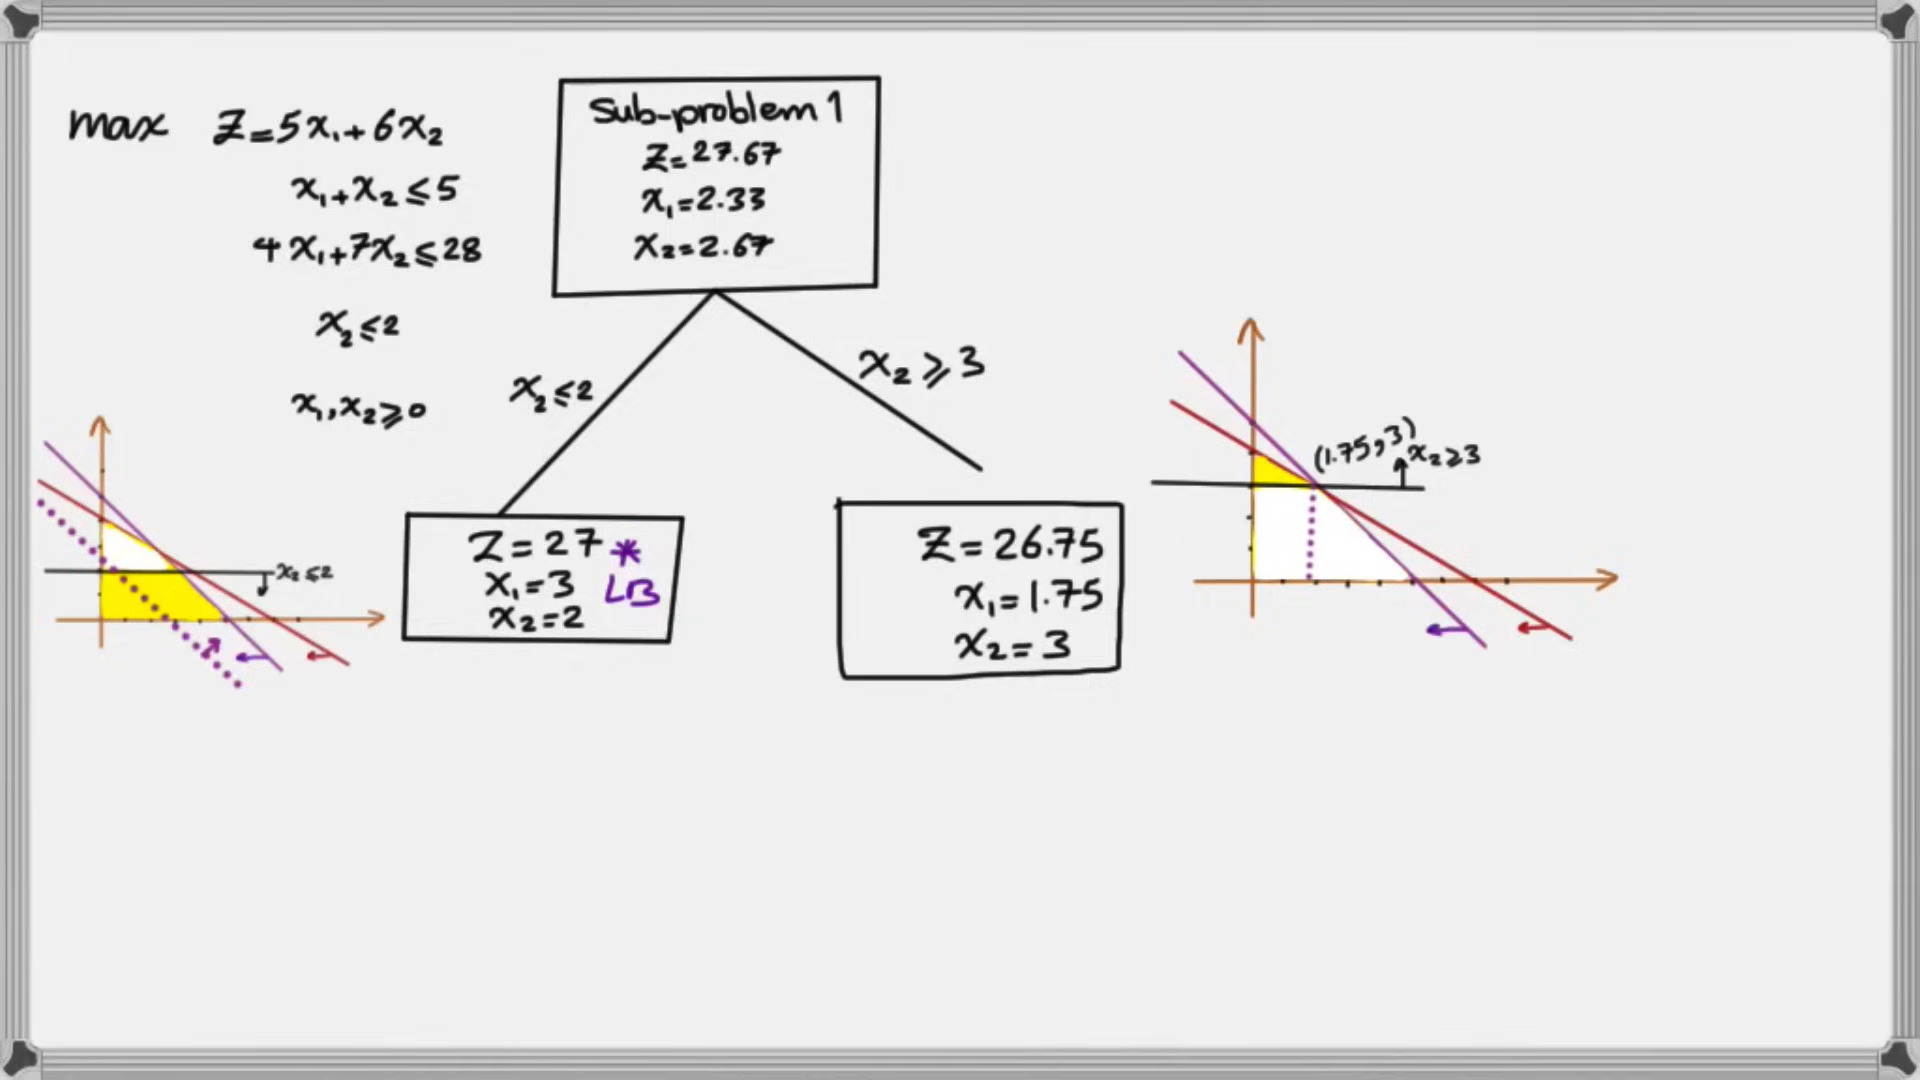 max Z=5x₁+6x₂
x₁+x₂≤5
4x₁+7x₂≤28
x₂≤2
x₁,x₂≥0
Sub-problem 1
Z=27.67
x₁=2.33
x₂=2.67
x₂≤2
x₂≥3
x₂≤2
Z=27 *
x₁=3 LB
x₂=2
Z=26.75
x₁=1.75
x₂=3
(1.75,3)
x₂≥3